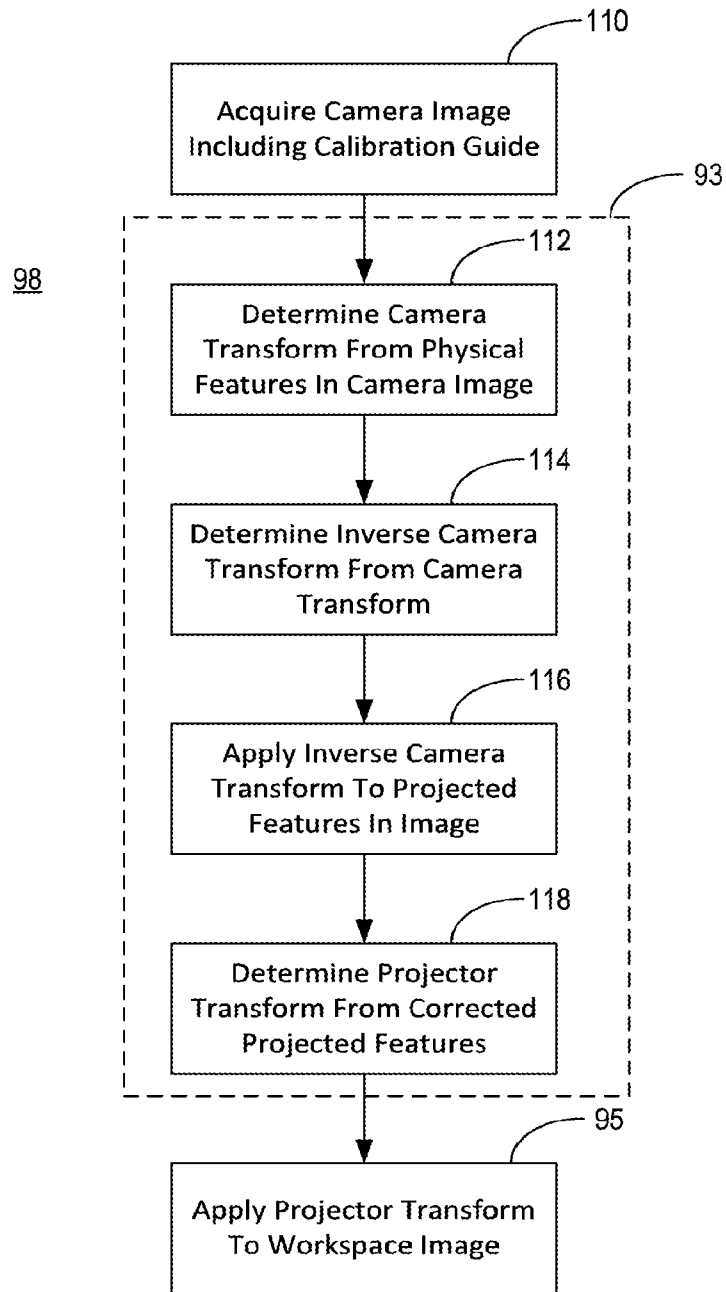 110
Acquire Camera Image
Including Calibration Guide
93
98
112
Determine Camera
Transform From Physical
Features In Camera Image
114
Determine Inverse Camera
Transform From Camera
Transform
116
Apply Inverse Camera
Transform To Projected
Features In Image
118
Determine Projector
Transform From Corrected
Projected Features
95
Apply Projector Transform
To Workspace Image